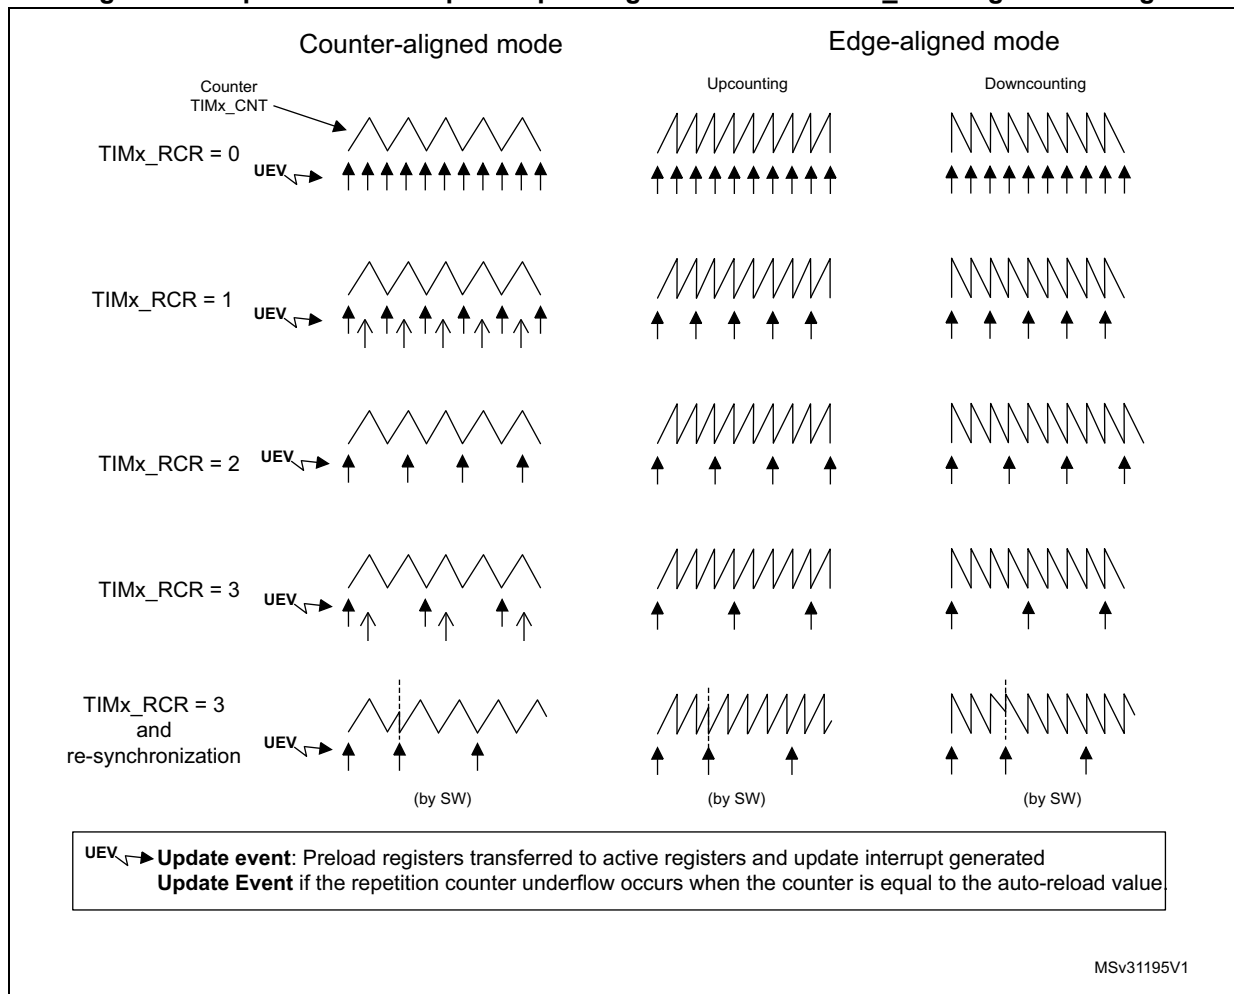 Counter-aligned mode
Edge-aligned mode
Counter
TIMx_CNT
Upcounting
Downcounting
TIMx_RCR = 0
UEV
TIMx_RCR = 1
UEV
TIMx_RCR = 2
UEV
TIMx_RCR = 3
UEV
TIMx_RCR = 3
and
re-synchronization
UEV
(by SW)
(by SW)
(by SW)
UEV Update event: Preload registers transferred to active registers and update interrupt generated
Update Event if the repetition counter underflow occurs when the counter is equal to the auto-reload value.
MSv31195V1